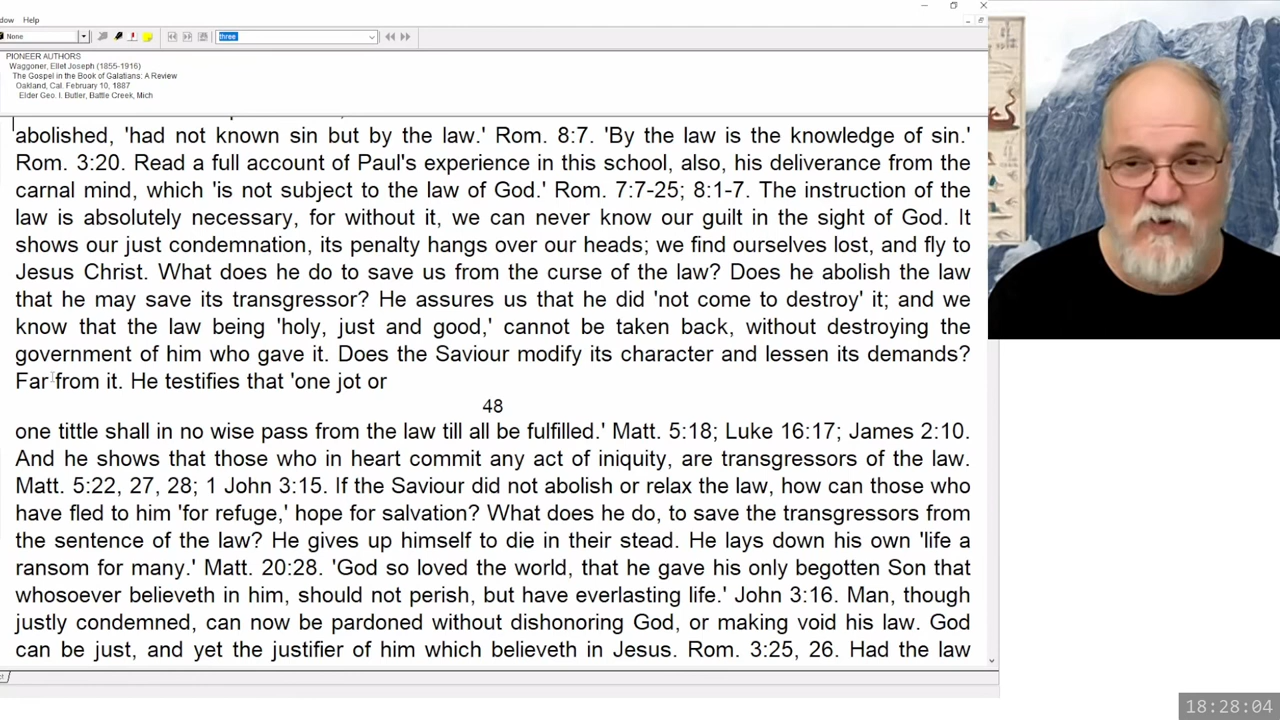 dow Help
None
three
PIONEER AUTHORS
Waggoner, Ellet Joseph (1855-1916)
The Gospel in the Book of Galatians: A Review
Oakland, Cal. February 10, 1887
Elder Geo. I. Butler, Battle Creek, Mich
abolished, 'had not known sin but by the law.' Rom. 8:7. 'By the law is the knowledge of sin.'
Rom. 3:20. Read a full account of Paul's experience in this school, also, his deliverance from the
carnal mind, which 'is not subject to the law of God.' Rom. 7:7-25; 8:1-7. The instruction of the
law is absolutely necessary, for without it, we can never know our guilt in the sight of God. It
shows our just condemnation, its penalty hangs over our heads; we find ourselves lost, and fly to
Jesus Christ. What does he do to save us from the curse of the law? Does he abolish the law
that he may save its transgressor? He assures us that he did 'not come to destroy' it; and we
know that the law being 'holy, just and good,' cannot be taken back, without destroying the
government of him who gave it. Does the Saviour modify its character and lessen its demands?
Far from it. He testifies that 'one jot or
48
one tittle shall in no wise pass from the law till all be fulfilled.' Matt. 5:18; Luke 16:17; James 2:10.
And he shows that those who in heart commit any act of iniquity, are transgressors of the law.
Matt. 5:22, 27, 28; 1 John 3:15. If the Saviour did not abolish or relax the law, how can those who
have fled to him 'for refuge,' hope for salvation? What does he do, to save the transgressors from
the sentence of the law? He gives up himself to die in their stead. He lays down his own 'life a
ransom for many.' Matt. 20:28. 'God so loved the world, that he gave his only begotten Son that
whosoever believeth in him, should not perish, but have everlasting life.' John 3:16. Man, though
justly condemned, can now be pardoned without dishonoring God, or making void his law. God
can be just, and yet the justifier of him which believeth in Jesus. Rom. 3:25, 26. Had the law
18:28:04